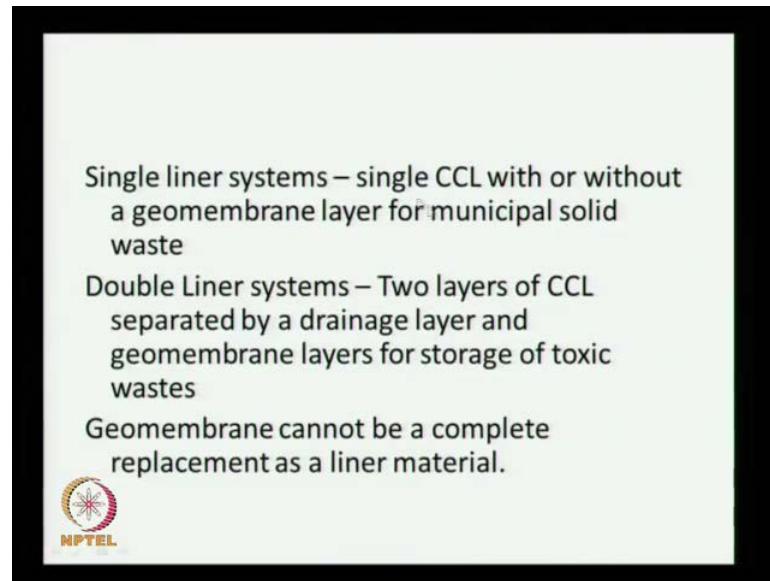 Single liner systems – single CCL with or without
a geomembrane layer for municipal solid
waste
Double Liner systems – Two layers of CCL
separated by a drainage layer and
geomembrane layers for storage of toxic
wastes
Geomembrane cannot be a complete
replacement as a liner material.
NPTEL